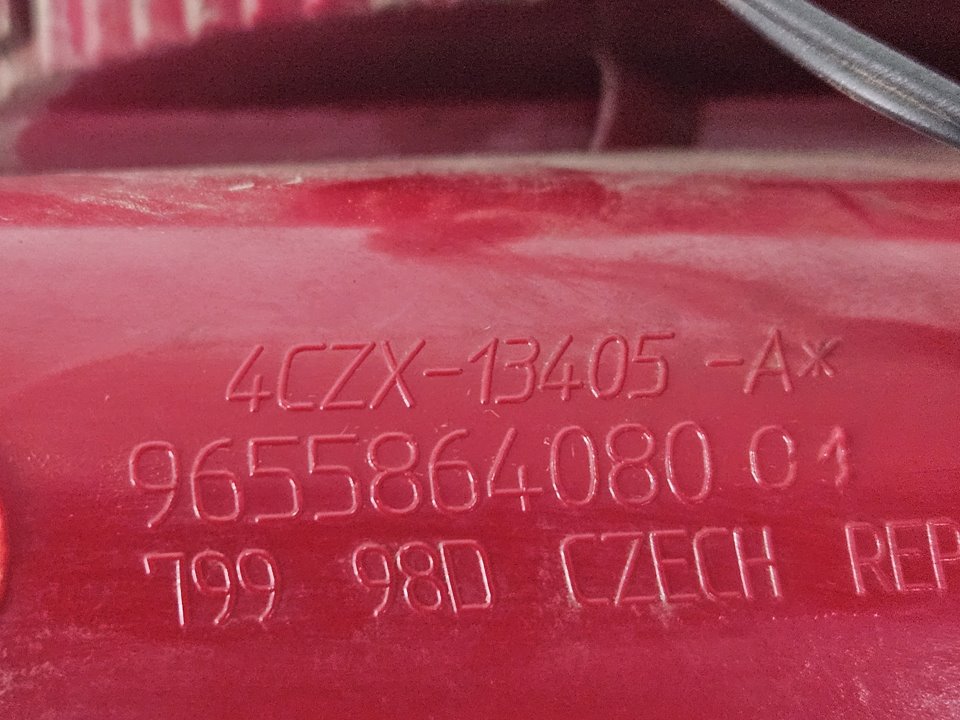 4CZX-13405-A*
9655864080 01
799 98D CZECH REP